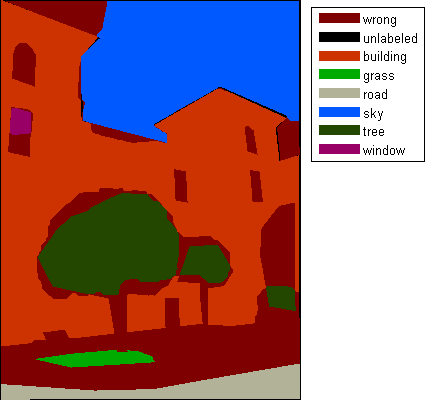 wrong
unlabeled
building
grass
road
sky
tree
window